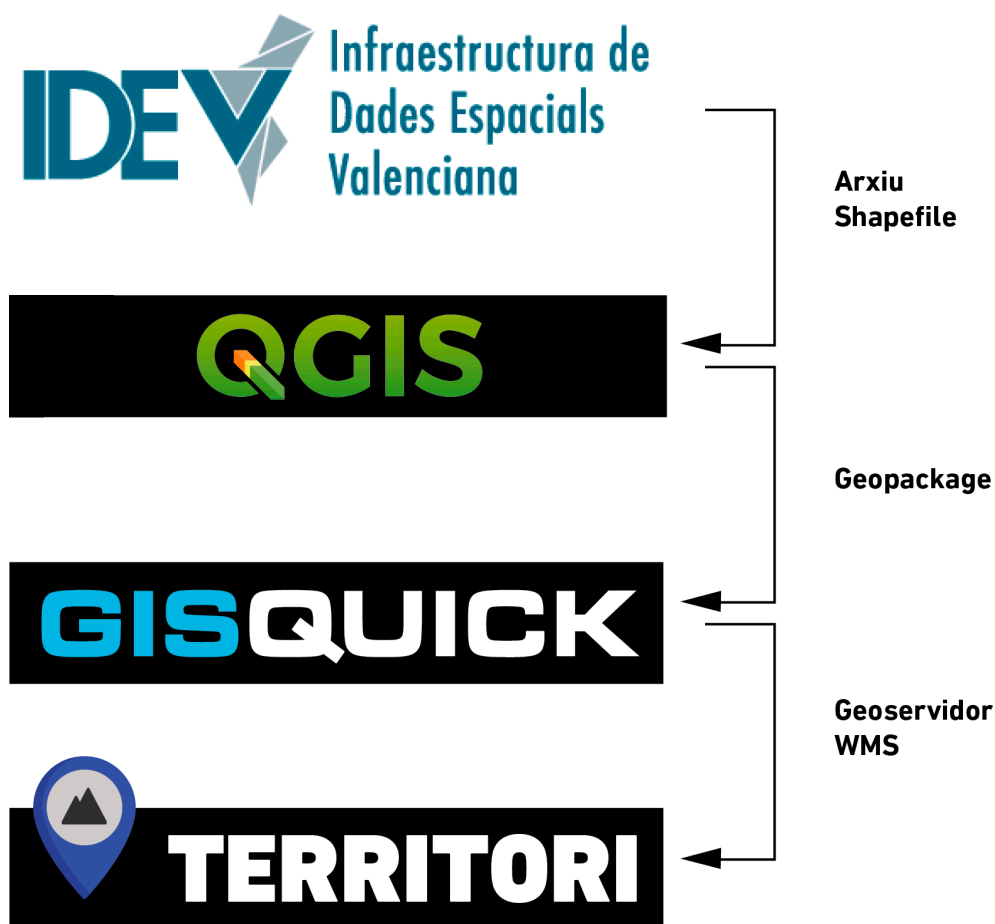 IDEV
Infraestructura de
Dades Espacials
Valenciana
Arxiu
Shapefile
QGIS
Geopackage
GISQUICK
Geoservidor
WMS
TERRITORI